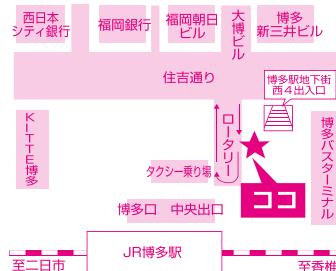 西日本
シティ銀行
福岡銀行
福岡朝日
ビル
大博ビル
博多
新三井ビル
住吉通り
博多駅地下街
西4出入口
KITTE博多
ロータリー
博多バスターミナル
タクシー乗り場
ココ
博多口 中央出口
JR博多駅
至二日市
至香椎